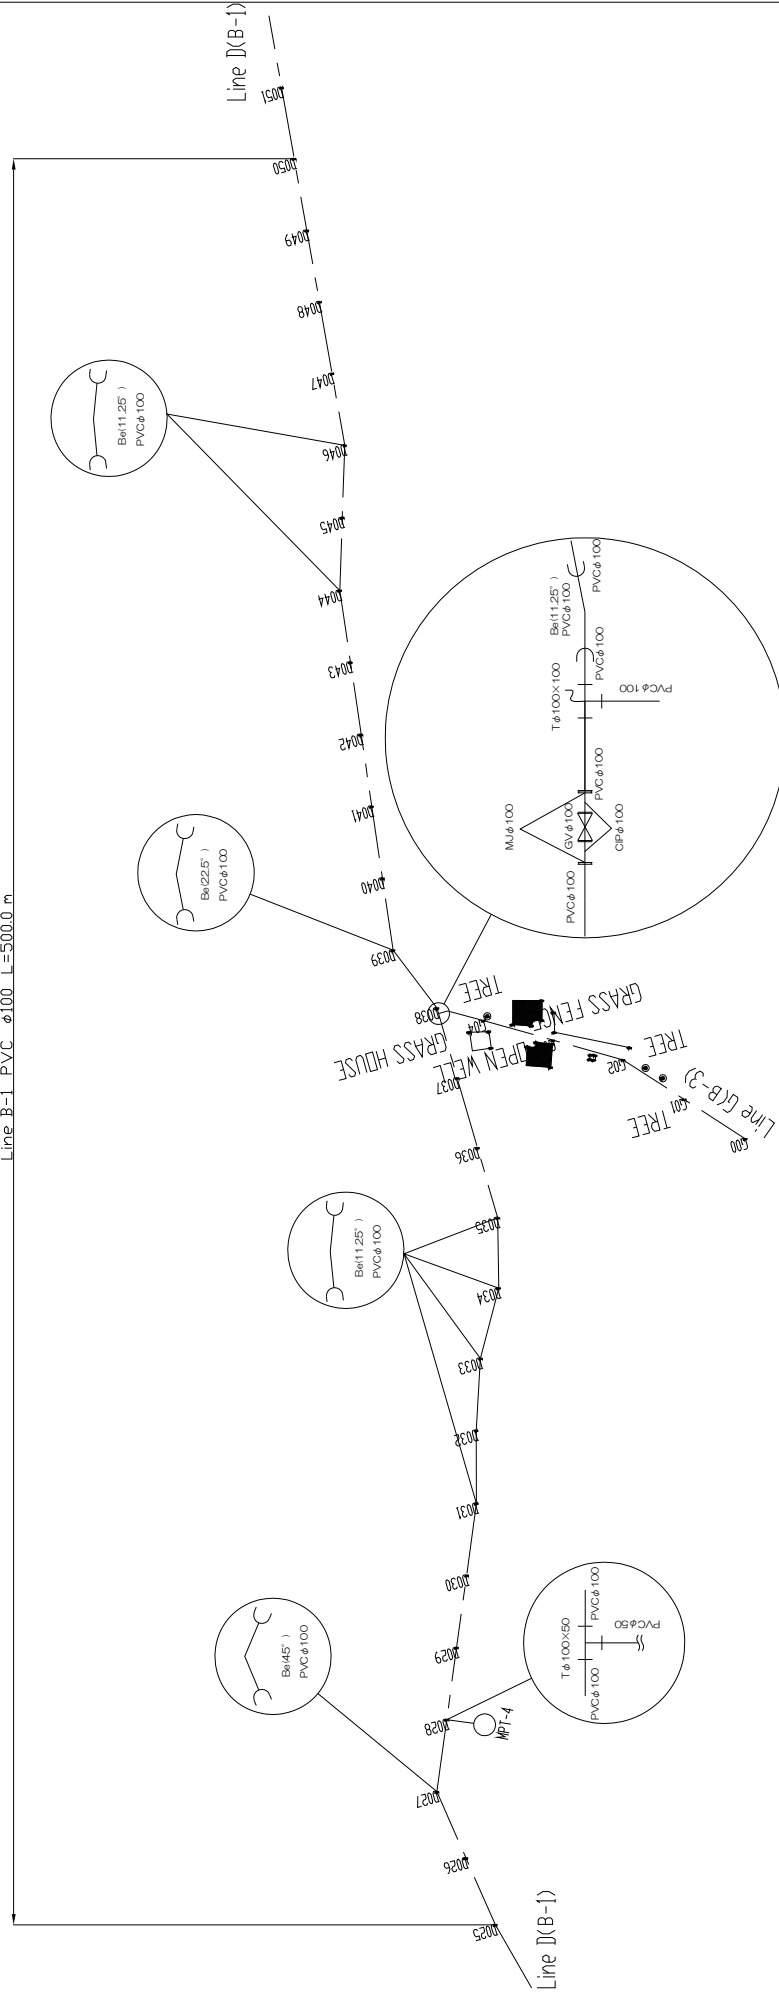 Line D(B-1)
D051
D050
D049
D048
D047
Be(11.25° )
PVCφ100
D046
D045
D044
D043
D042
D041
D040
D039
Be(22.5° )
PVCφ100
Line B-1 PVC φ100 L=500.0 m
Be(11.25° )
PVCφ100
PVCφ100
PVCφ100
Tφ100×100
PVCφ100
MJφ100
GVφ100
PVCφ100
CIPφ100
PVCφ100
D038
TREE
G04
GRASS FENCE
GRASS HOUSE
OPEN WELL
TREE
G02
D037
Line G(B-3)
G01
TREE
G00
D036
D035
Be(11.25° )
PVCφ100
D034
D033
D032
D031
D030
D029
D028
MPT-4
Be(45° )
PVCφ100
Tφ100×50
PVCφ100
PVCφ100
PVCφ50
D027
D026
D025
Line D(B-1)